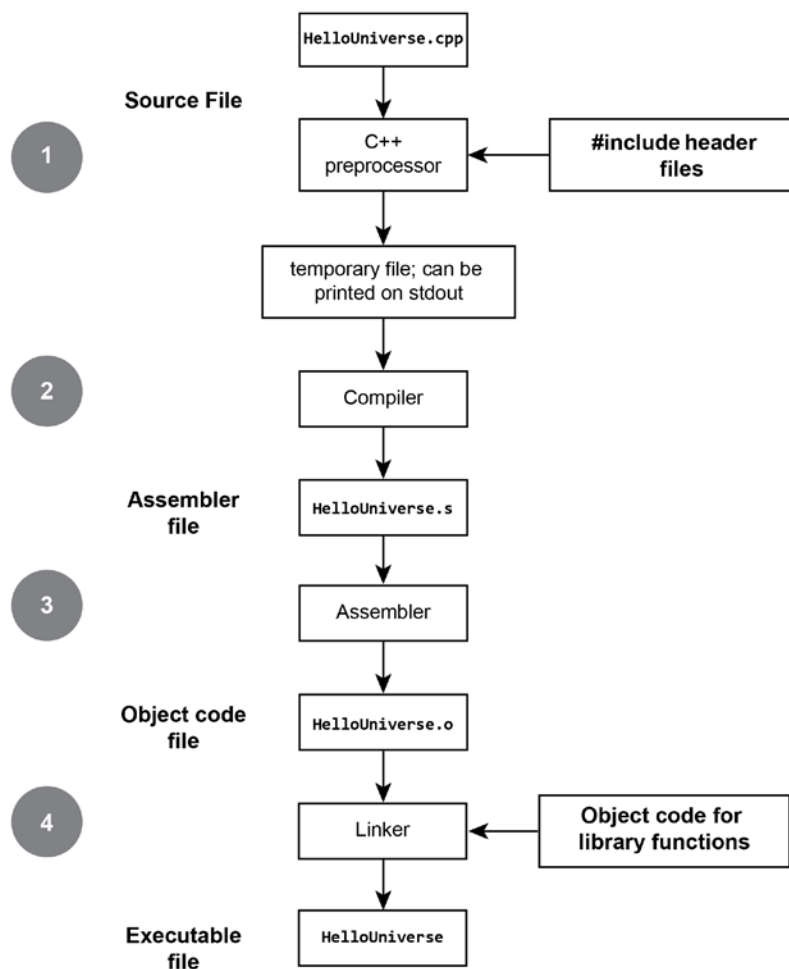 HelloUniverse.cpp
Source File
1
C++
preprocessor
#include header
files
temporary file; can be
printed on stdout
2
Compiler
Assembler
file
HelloUniverse.s
3
Assembler
Object code
file
HelloUniverse.o
4
Linker
Object code for
library functions
Executable
file
HelloUniverse